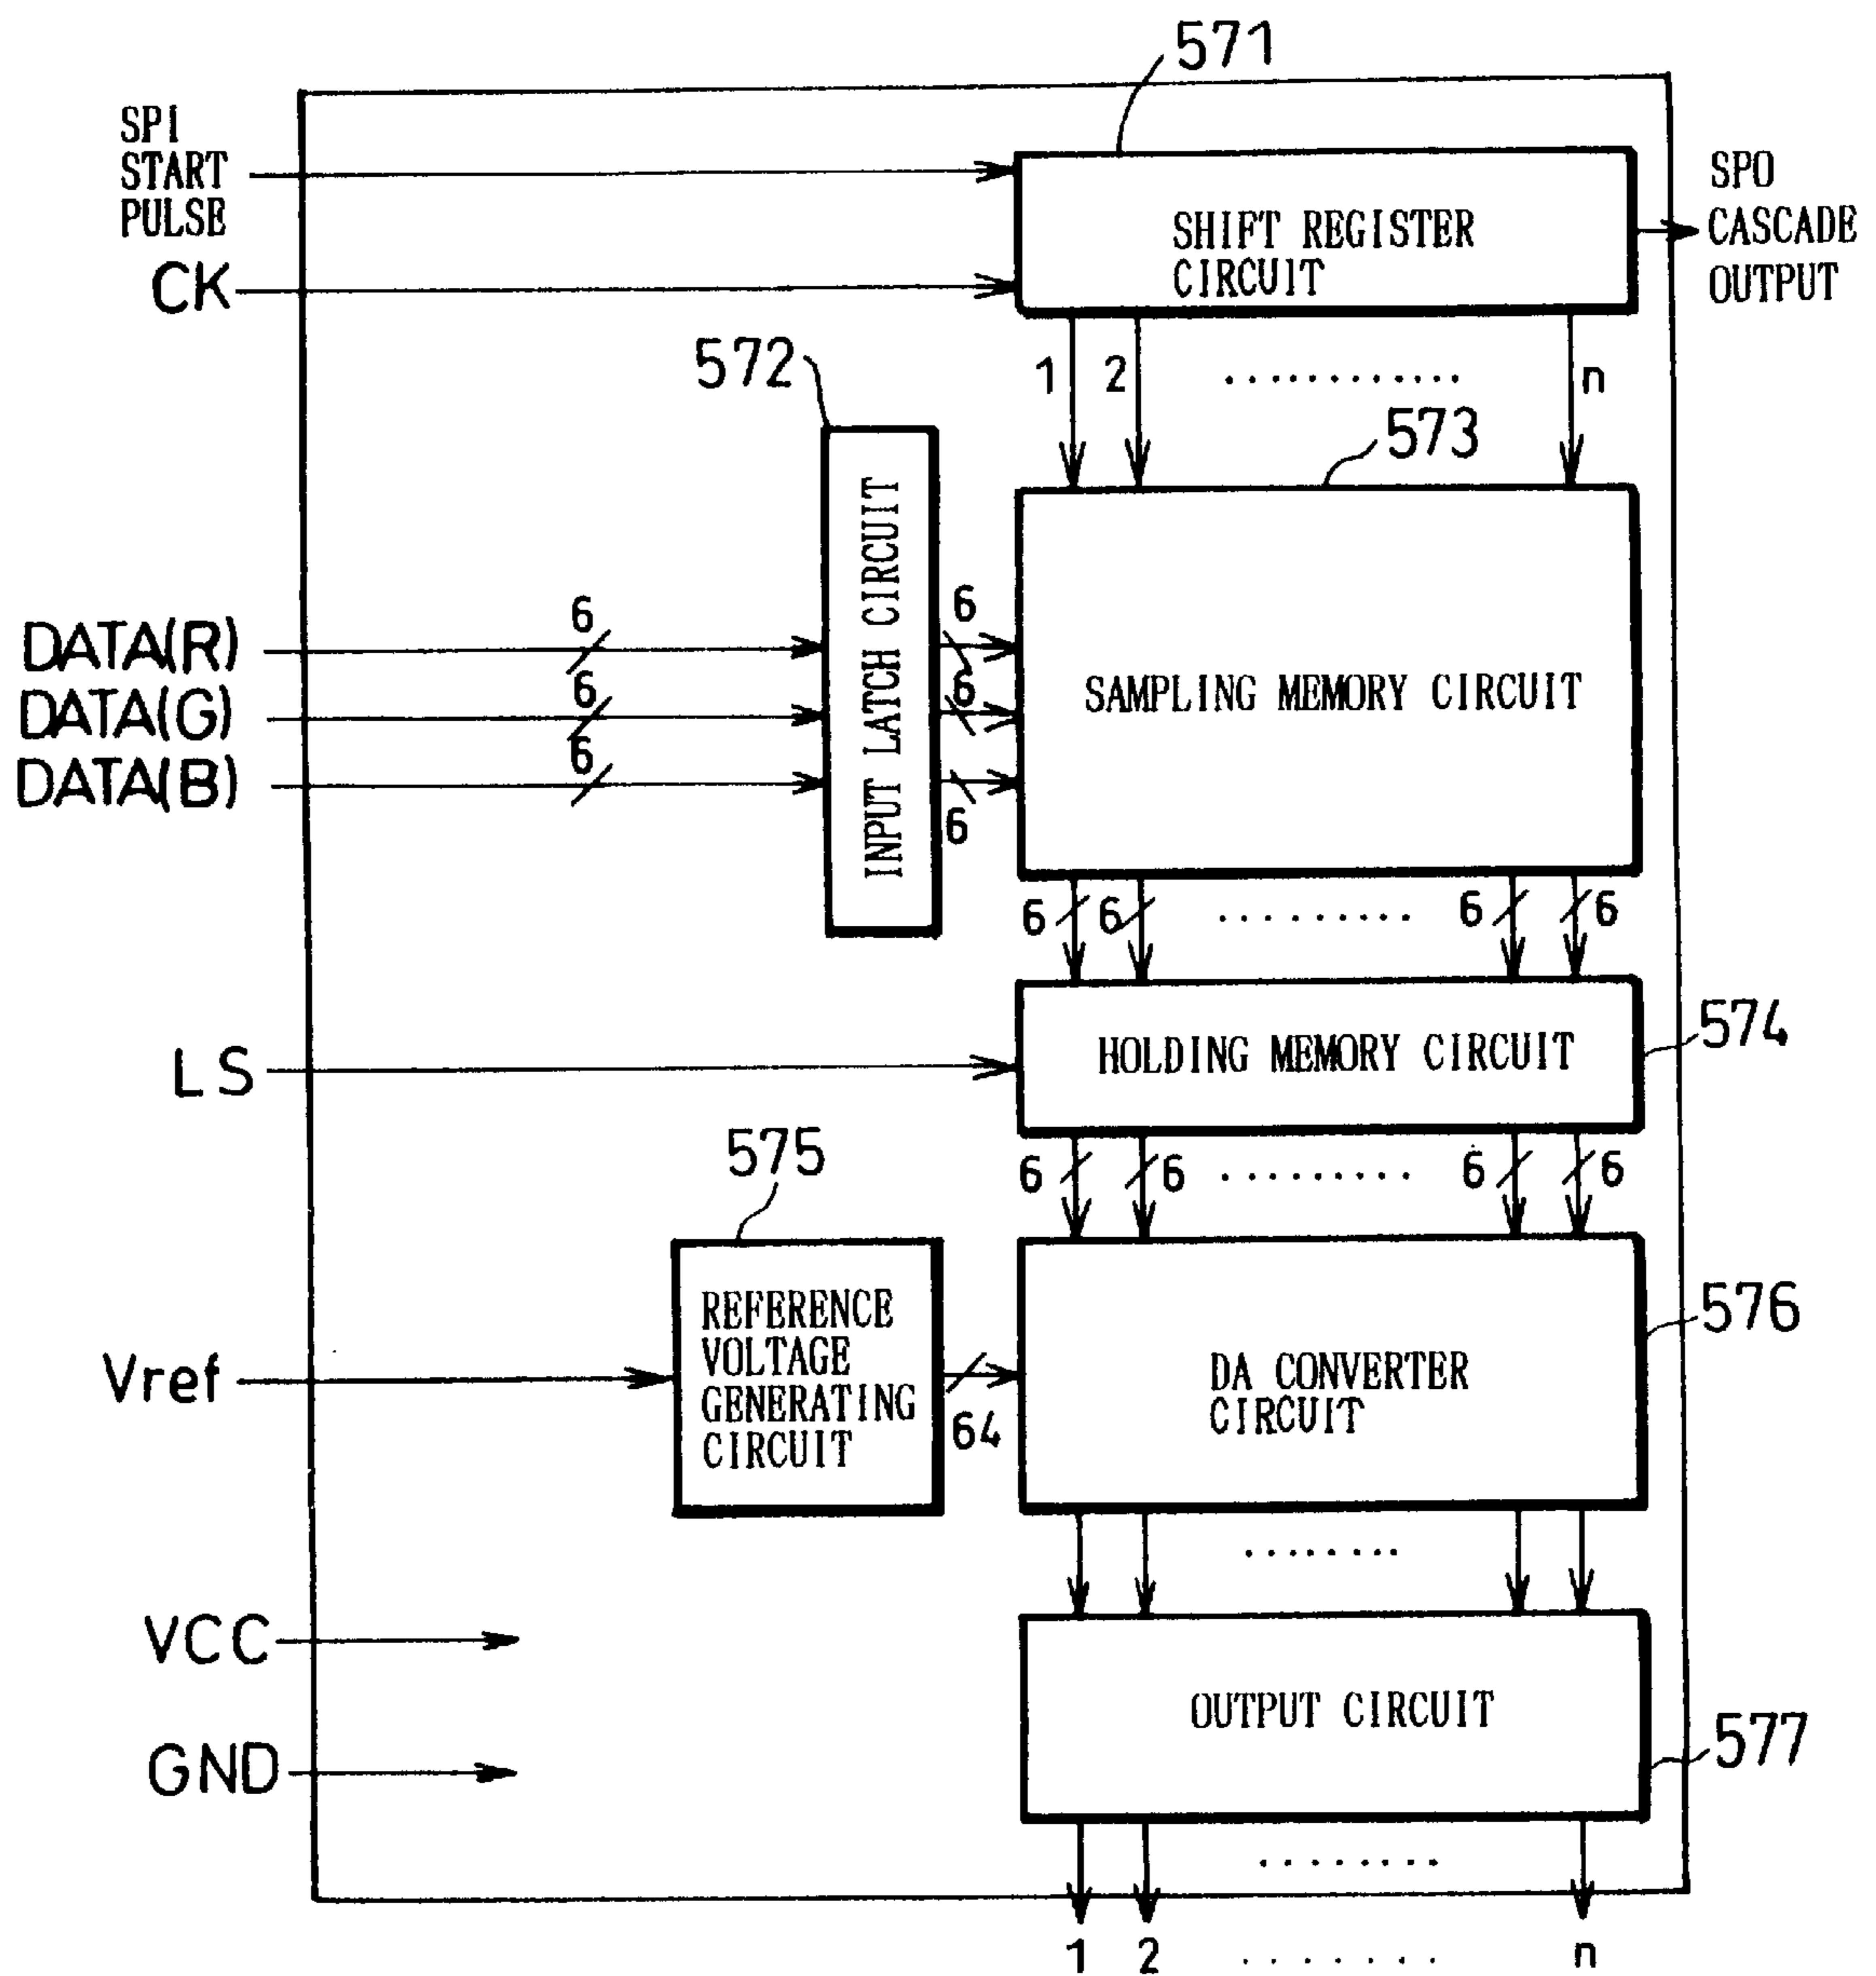 571
SPI
START
PULSE
SHIFT REGISTER
CIRCUIT
SPO
CASCADE
OUTPUT
CK
572
1 2 ............ n
573
INPUT LATCH CIRCUIT
DATA(R) 6 6
DATA(G) 6 6
DATA(B) 6 6
SAMPLING MEMORY CIRCUIT
6 6 ......... 6 6
574
LS
HOLDING MEMORY CIRCUIT
575
6 6 ......... 6 6
576
Vref
REFERENCE
VOLTAGE
GENERATING
CIRCUIT
64
DA CONVERTER
CIRCUIT
........
VCC
OUTPUT CIRCUIT
577
GND
........
1 2 ........ n